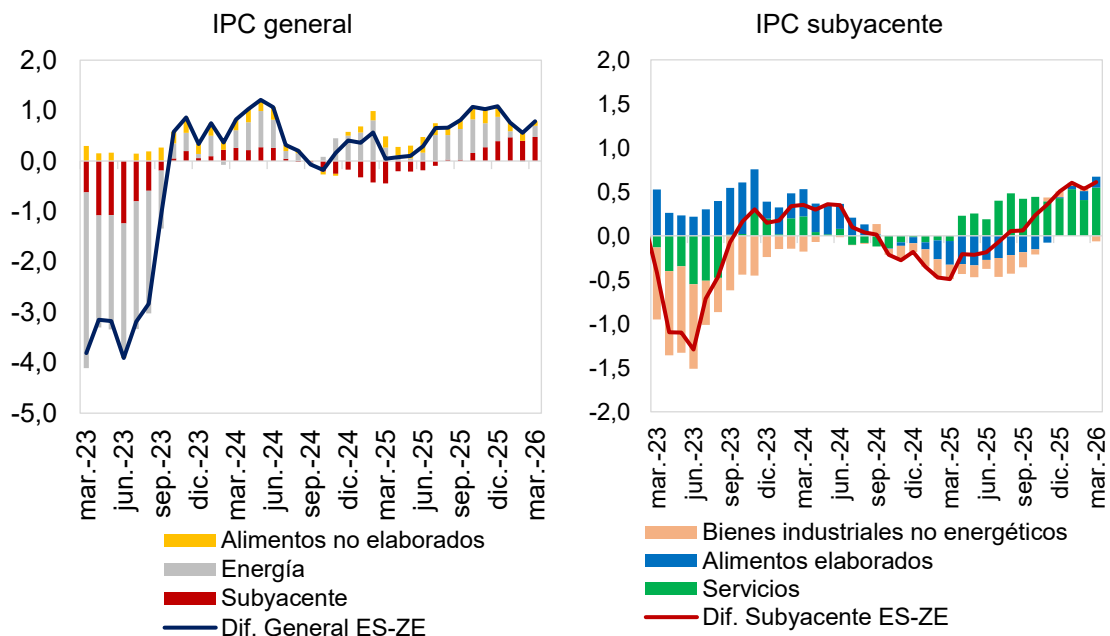 IPC general
2,0
1,0
0,0
-1,0
-2,0
-3,0
-4,0
-5,0
mar.-23
jun.-23
sep.-23
dic.-23
mar.-24
jun.-24
sep.-24
dic.-24
mar.-25
jun.-25
sep.-25
dic.-25
mar.-26
Alimentos no elaborados
Energía
Subyacente
Dif. General ES-ZE
IPC subyacente
2,0
1,5
1,0
0,5
0,0
-0,5
-1,0
-1,5
-2,0
mar.-23
jun.-23
sep.-23
dic.-23
mar.-24
jun.-24
sep.-24
dic.-24
mar.-25
jun.-25
sep.-25
dic.-25
mar.-26
Bienes industriales no energéticos
Alimentos elaborados
Servicios
Dif. Subyacente ES-ZE